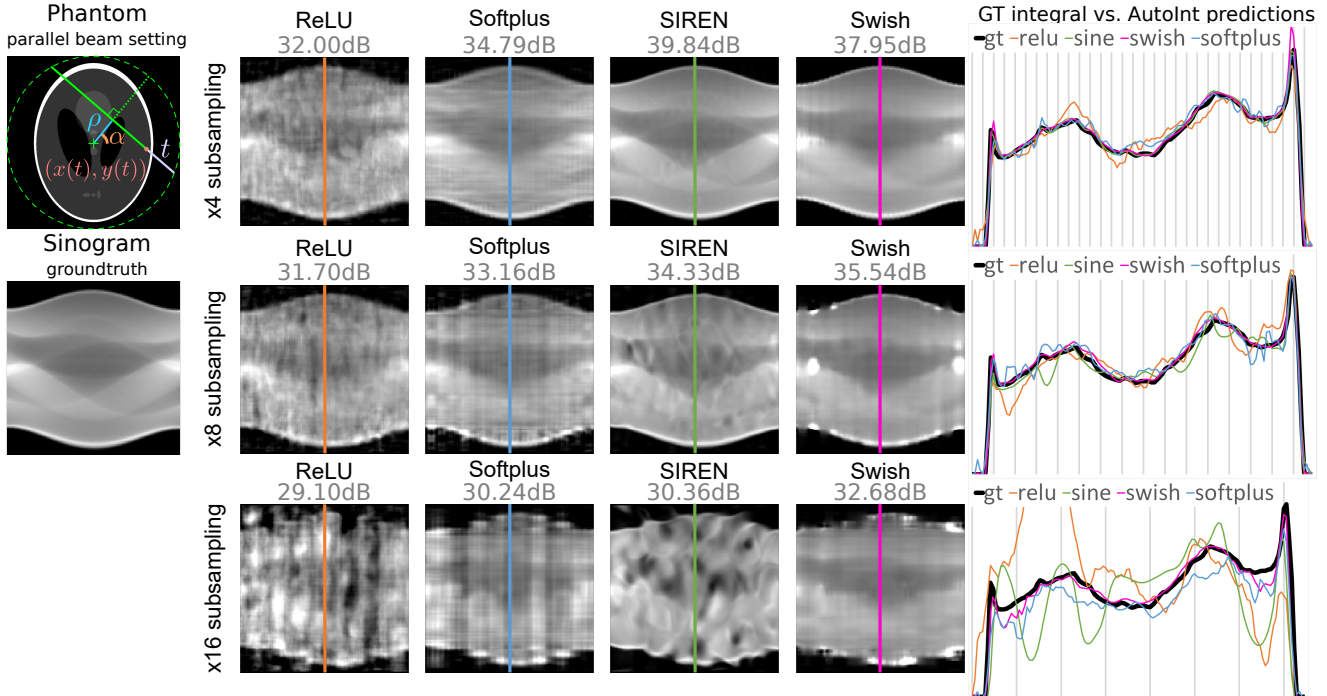 Phantom
parallel beam setting
ρ
α
t
(x(t), y(t))
Sinogram
groundtruth
x4 subsampling
ReLU
32.00dB
Softplus
34.79dB
SIREN
39.84dB
Swish
37.95dB
x8 subsampling
ReLU
31.70dB
Softplus
33.16dB
SIREN
34.33dB
Swish
35.54dB
x16 subsampling
ReLU
29.10dB
Softplus
30.24dB
SIREN
30.36dB
Swish
32.68dB
GT integral vs. AutoInt predictions
gt relu sine swish softplus
gt relu sine swish softplus
gt relu sine swish softplus